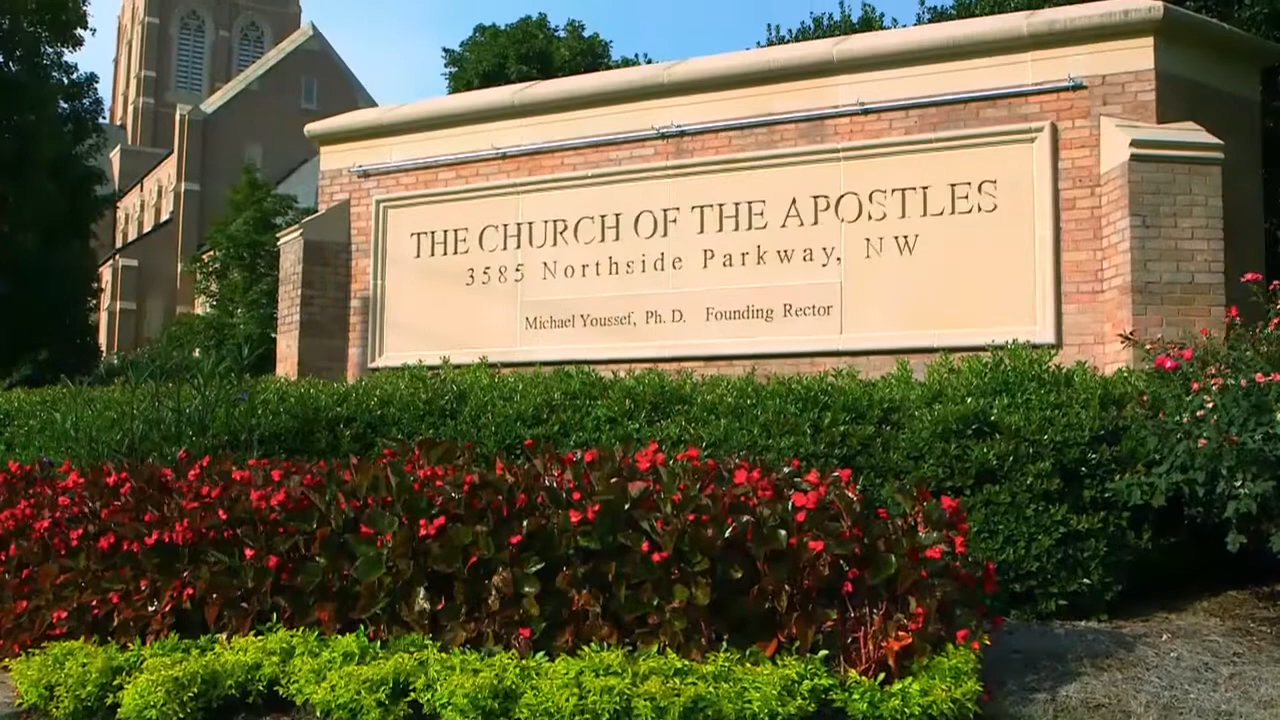 THE CHURCH OF THE APOSTLES
3585 Northside Parkway, NW
Michael Youssef, Ph. D. Founding Rector